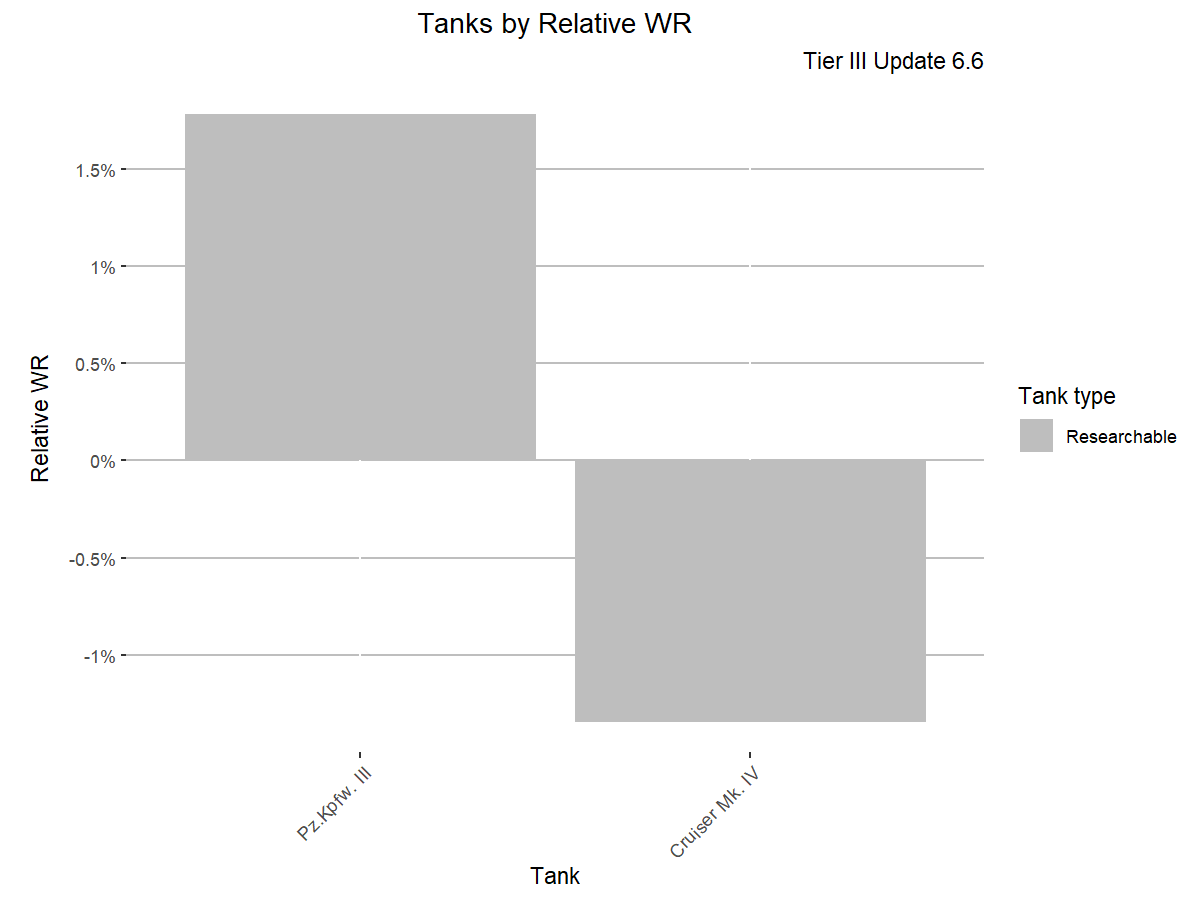 Tanks by Relative WR
Tier III Update 6.6
Relative WR
1.5%
1%
0.5%
0%
-0.5%
-1%
Pz.Kpfw. III
Cruiser Mk. IV
Tank
Tank type
Researchable